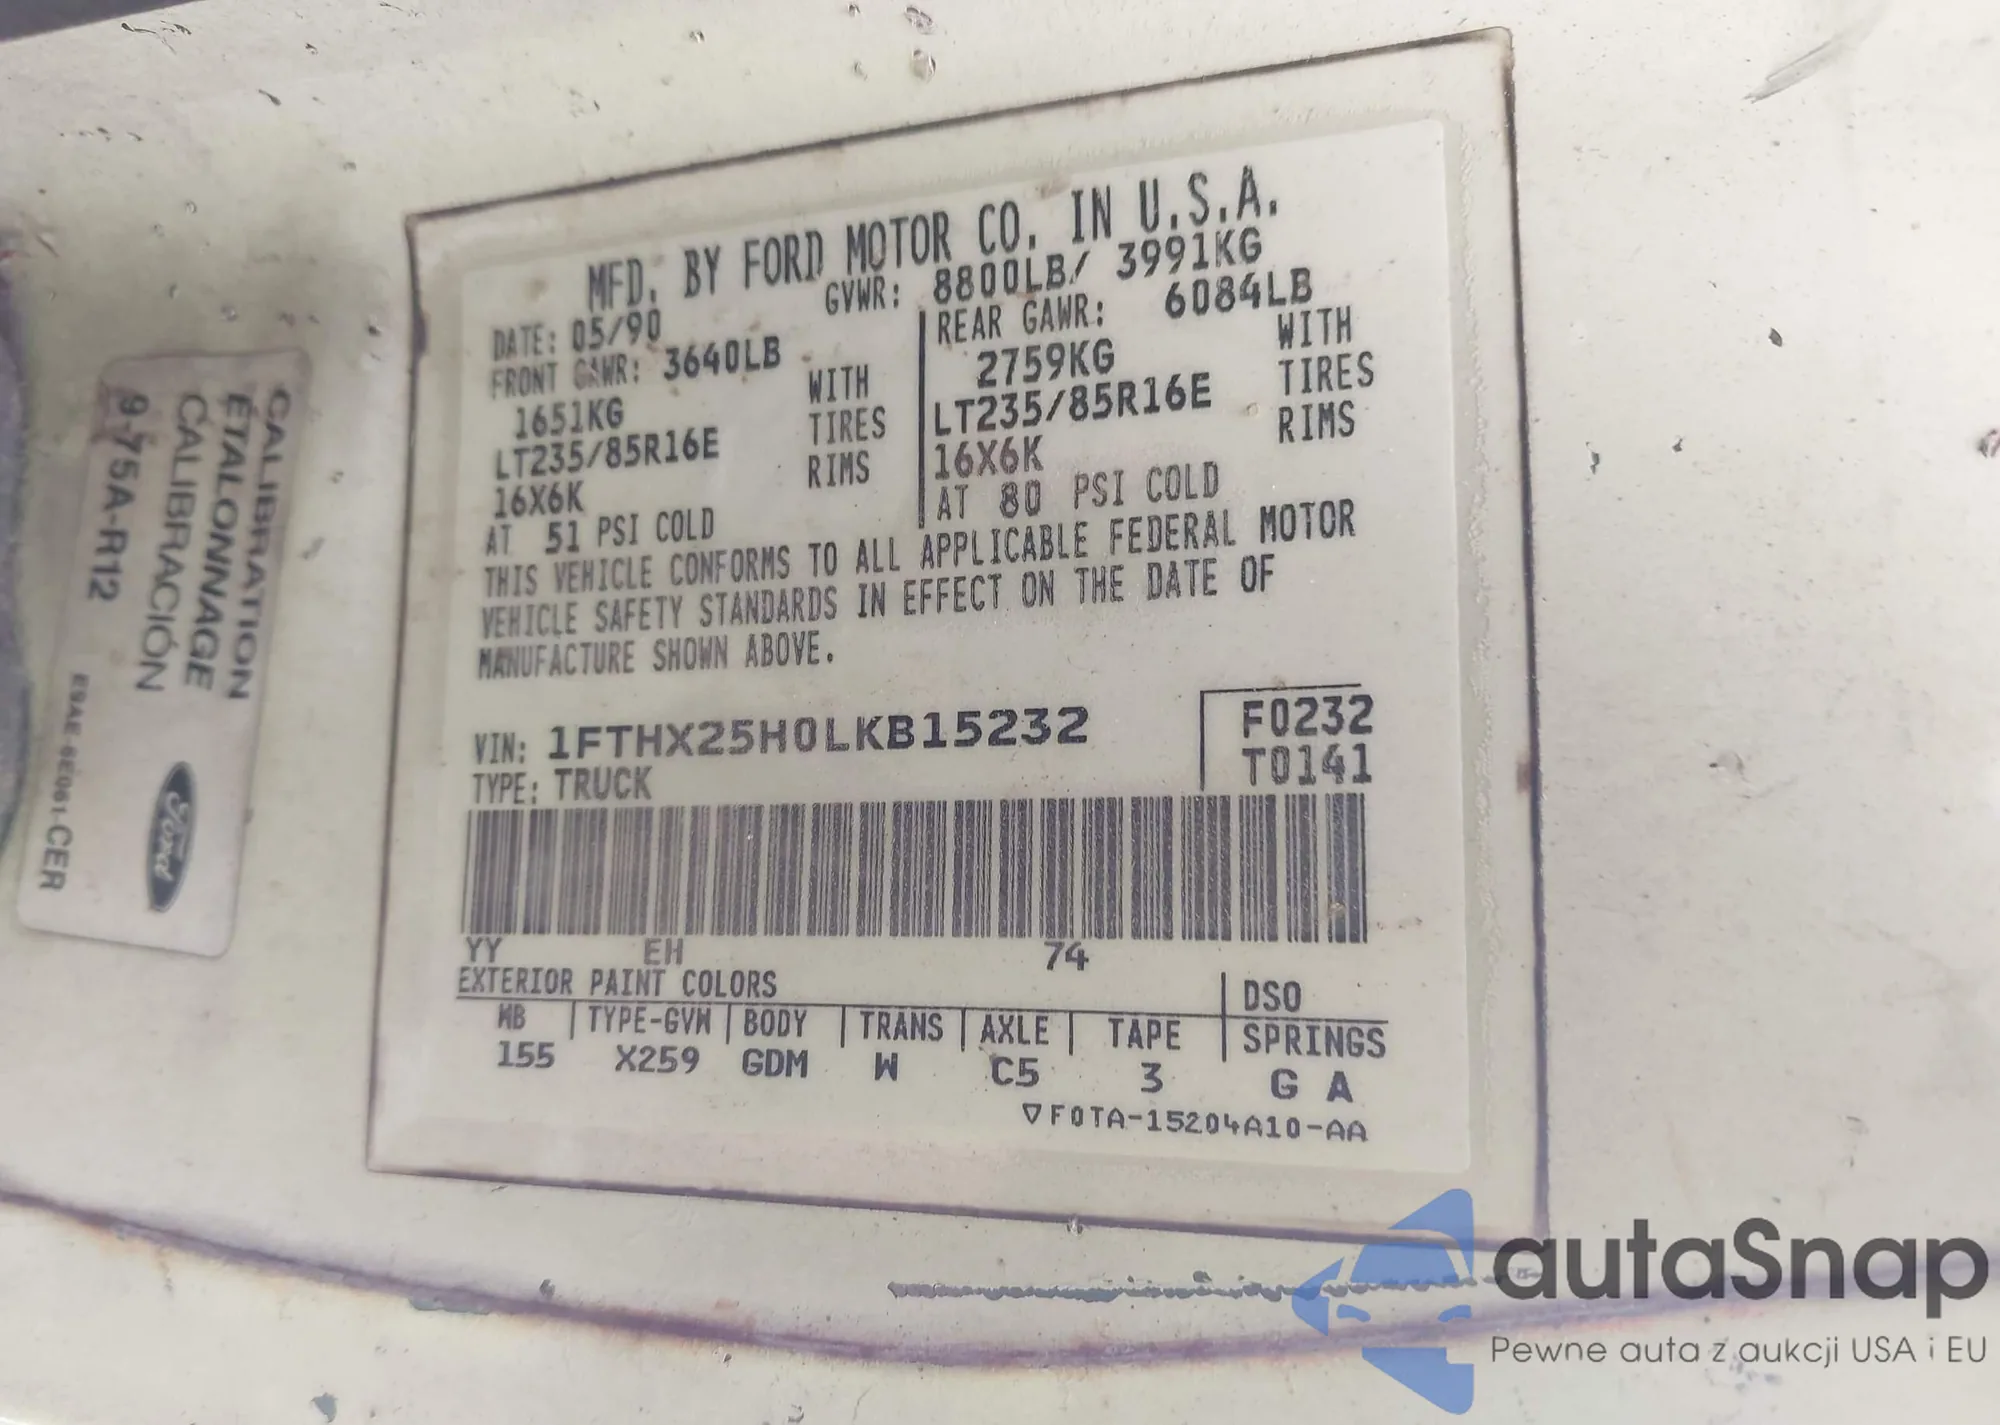 MFD. BY FORD MOTOR CO. IN U.S.A.
DATE: 05/90 GVWR: 8800LB/ 3991KG
FRONT GAWR: 3640LB REAR GAWR: 6084LB
1651KG WITH 2759KG WITH
LT235/85R16E TIRES LT235/85R16E TIRES
16X6K RIMS 16X6K RIMS
AT 51 PSI COLD AT 80 PSI COLD
THIS VEHICLE CONFORMS TO ALL APPLICABLE FEDERAL MOTOR
VEHICLE SAFETY STANDARDS IN EFFECT ON THE DATE OF
MANUFACTURE SHOWN ABOVE.
VIN: 1FTHX25H0LKB15232 F0232
TYPE: TRUCK T0141
YY EH 74
EXTERIOR PAINT COLORS DSO
WB TYPE-GVW BODY TRANS AXLE TAPE SPRINGS
155 X259 GDM W C5 3 G A
F0TA-15204A10-AA
CALIBRATION
ÉTALONNAGE
CALIBRACIÓN
9-75A-R12
Ford
E9AE-6E061-CER
autaSnap
Pewne auta z aukcji USA i EU